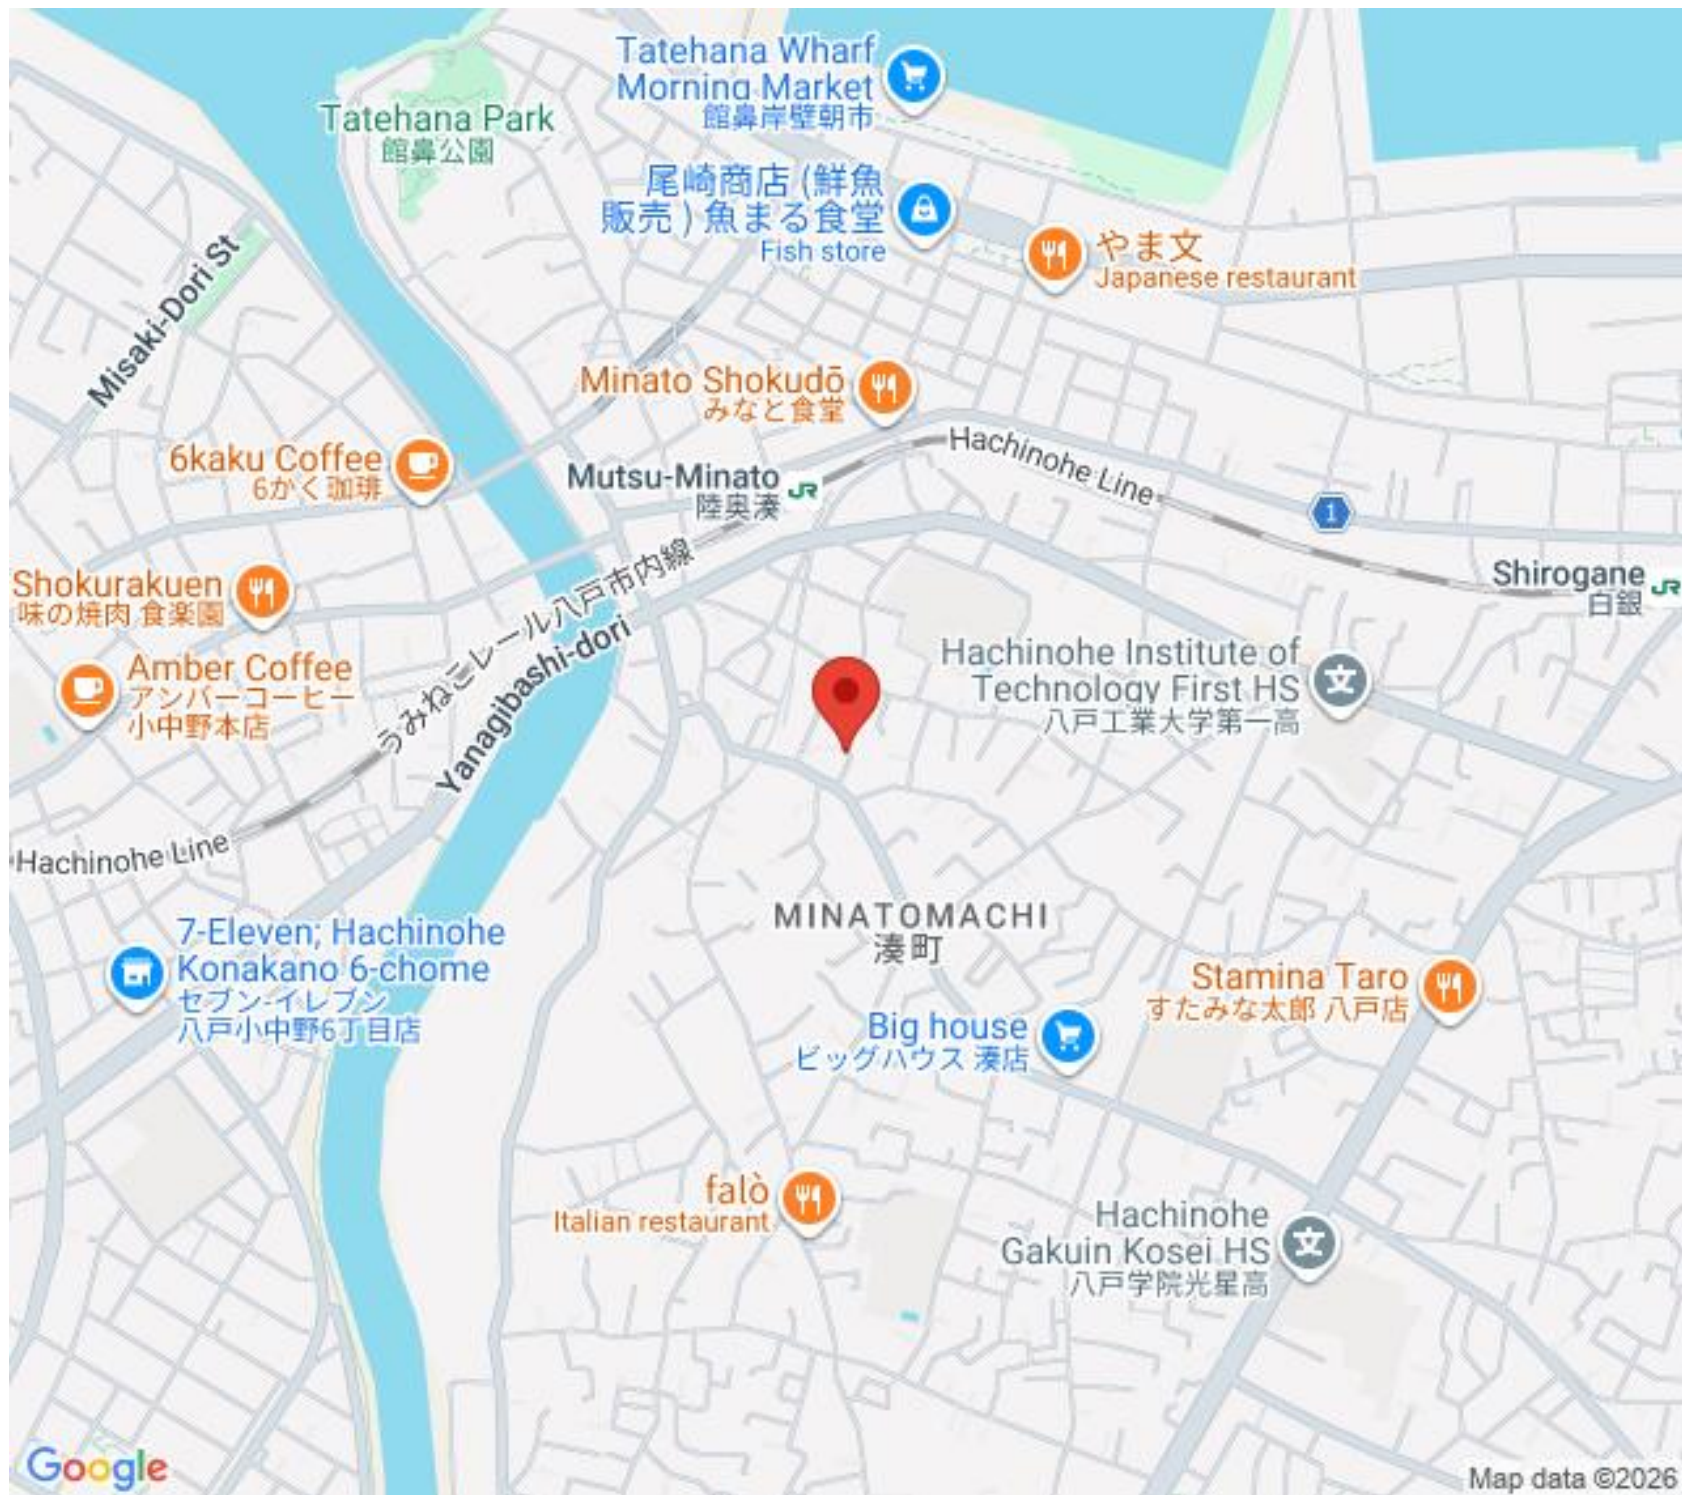 Tatehana Wharf
Morning Market
館鼻岸壁朝市
Tatehana Park
館鼻公園
尾崎商店 (鮮魚
販売 ) 魚まる食堂
Fish store
やま文
Japanese restaurant
Misaki-Dori St
Minato Shokudō
みなと食堂
6kaku Coffee
6かく珈琲
Mutsu-Minato
陸奥湊
JR
Hachinohe Line
1
Shirogane
白銀
JR
Shokurakuen
味の焼肉 食楽園
うみねこレール八戸市内線
Yanagibashi-dori
Amber Coffee
アンバーコーヒー
小中野本店
Hachinohe Institute of
Technology First HS
八戸工業大学第一高
文
Hachinohe Line
MINATOMACHI
湊町
7-Eleven; Hachinohe
Konakano 6-chome
セブン-イレブン
八戸小中野6丁目店
Stamina Taro
すたみな太郎 八戸店
Big house
ビッグハウス 湊店
falò
Italian restaurant
Hachinohe
Gakuin Kosei HS
八戸学院光星高
文
Google
Map data ©2026